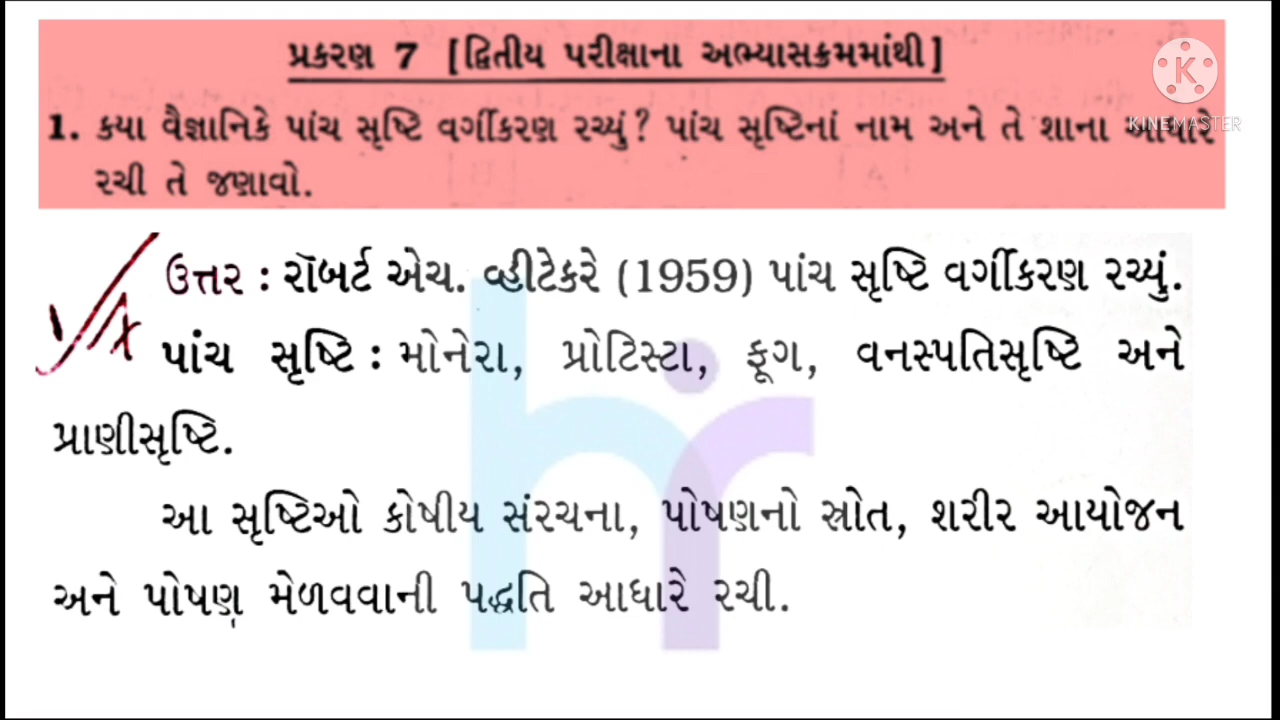 પ્રકરણ 7 [દ્વિતીય પરીક્ષાના અભ્યાસક્રમમાંથી]
1. કયા વૈજ્ઞાનિકે પાંચ સૃષ્ટિ વર્ગીકરણ રચ્યું? પાંચ સૃષ્ટિનાં નામ અને તે શાના આધારે
રચી તે જણાવો.
K
KINEMASTER
ઉત્તર : રૉબર્ટ એચ. વ્હીટેકરે (1959) પાંચ સૃષ્ટિ વર્ગીકરણ રચ્યું.
પાંચ સૃષ્ટિ : મોનેરા, પ્રોટિસ્ટા, ફૂગ, વનસ્પતિસૃષ્ટિ અને
પ્રાણીસૃષ્ટિ.
આ સૃષ્ટિઓ કોષીય સંરચના, પોષણનો સ્રોત, શરીર આયોજન
અને પોષણ મેળવવાની પદ્ધતિ આધારે રચી.